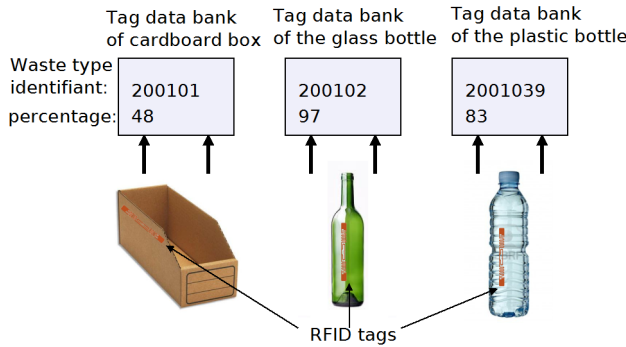 Tag data bank
of cardboard box
Tag data bank
of the glass bottle
Tag data bank
of the plastic bottle
Waste type
identifiant:
percentage:
200101
48
200102
97
2001039
83
RFID tags